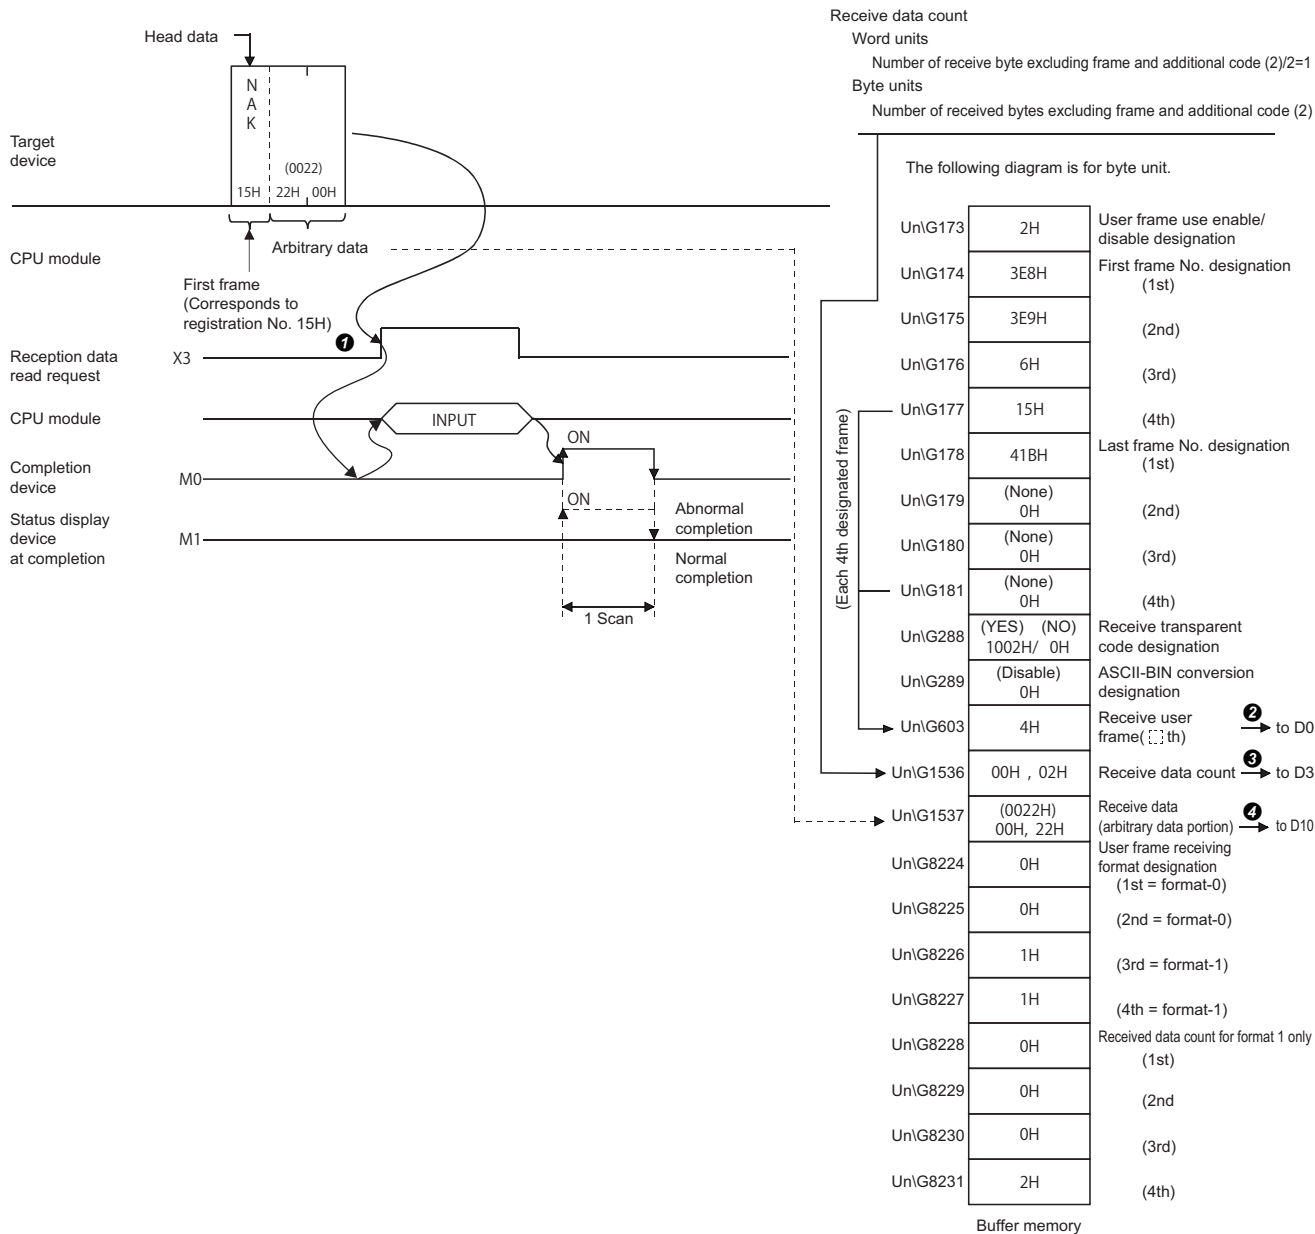 Receive data count
Word units
Number of receive byte excluding frame and additional code (2)/2=1
Byte units
Number of received bytes excluding frame and additional code (2)
The following diagram is for byte unit.
Head data
N
A
K
(0022)
15H 22H , 00H
Target
device
Arbitrary data
CPU module
First frame
(Corresponds to
registration No. 15H)
❶
Reception data
read request
X3
CPU module
INPUT
ON
Completion
device
M0
ON
Abnormal
completion
Status display
device
at completion
M1
Normal
completion
1 Scan
(Each 4th designated frame)
Un\G173 2H User frame use enable/
disable designation
Un\G174 3E8H First frame No. designation
(1st)
Un\G175 3E9H (2nd)
Un\G176 6H (3rd)
Un\G177 15H (4th)
Un\G178 41BH Last frame No. designation
(1st)
Un\G179 (None)
0H (2nd)
Un\G180 (None)
0H (3rd)
Un\G181 (None)
0H (4th)
Un\G288 (YES) (NO)
1002H/ 0H Receive transparent
code designation
Un\G289 (Disable)
0H ASCII-BIN conversion
designation
Un\G603 4H Receive user
frame( th) ❷ to D0
Un\G1536 00H , 02H Receive data count ❸ to D3
Un\G1537 (0022H)
00H, 22H Receive data
(arbitrary data portion) ❹ to D10
Un\G8224 0H User frame receiving
format designation
(1st = format-0)
Un\G8225 0H (2nd = format-0)
Un\G8226 1H (3rd = format-1)
Un\G8227 1H (4th = format-1)
Un\G8228 0H Received data count for format 1 only
(1st)
Un\G8229 0H (2nd
Un\G8230 0H (3rd)
Un\G8231 2H (4th)
Buffer memory